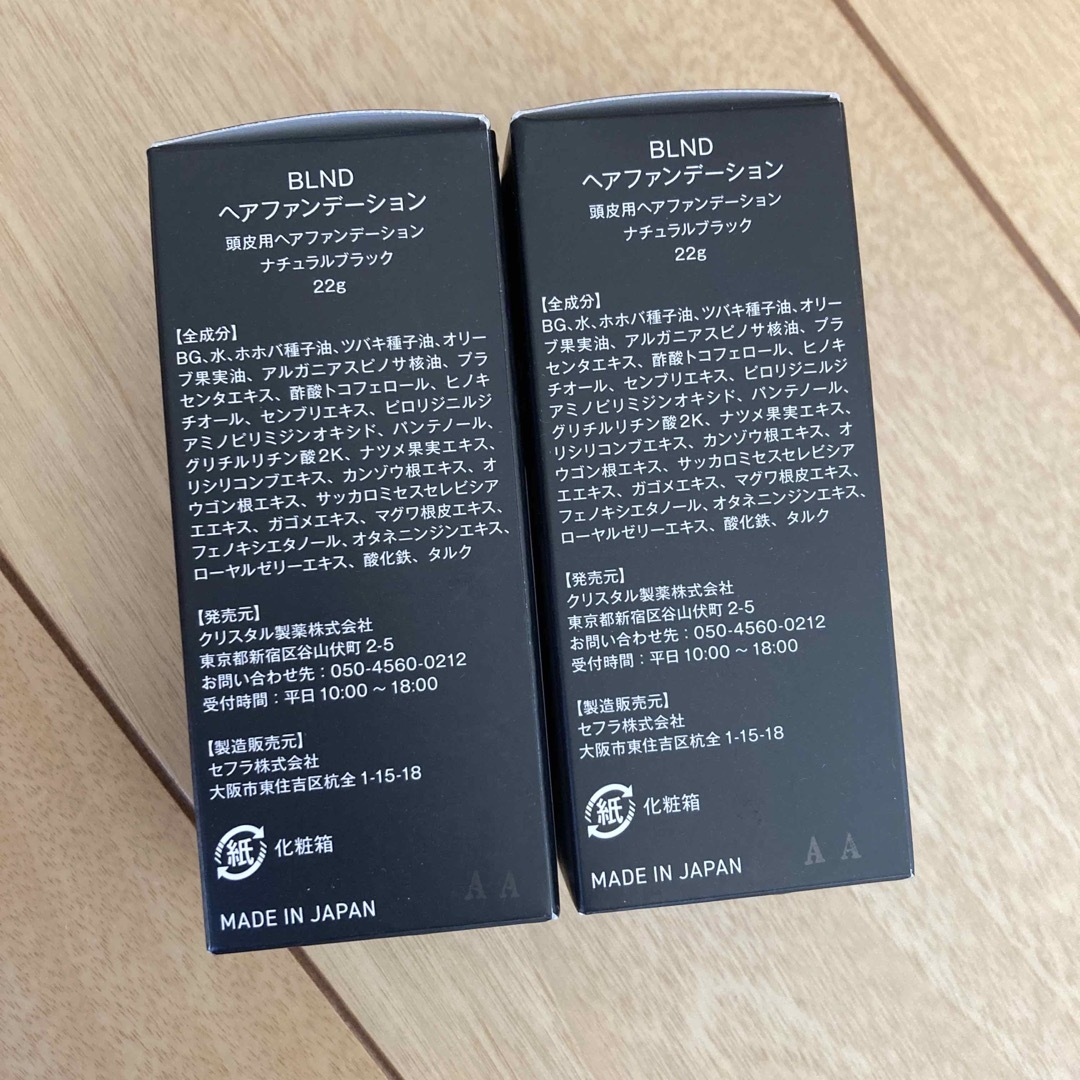 BLND
ヘアファンデーション
頭皮用ヘアファンデーション
ナチュラルブラック
22g
【全成分】
BG、水、ホホバ種子油、ツバキ種子油、オリー
ブ果実油、アルガニアスピノサ核油、プラ
センタエキス、酢酸トコフェロール、ヒノキ
チオール、センブリエキス、ピロリジニルジ
アミノピリミジンオキシド、パンテノール、
グリチルリチン酸2K、ナツメ果実エキス、
リシリコンブエキス、カンゾウ根エキス、オ
ウゴン根エキス、サッカロミセスセレビシア
エエキス、ガゴメエキス、マグワ根皮エキス、
フェノキシエタノール、オタネニンジンエキス、
ローヤルゼリーエキス、酸化鉄、タルク
【発売元】
クリスタル製薬株式会社
東京都新宿区谷山伏町2-5
お問い合わせ先：050-4560-0212
受付時間：平日10:00～18:00
【製造販売元】
セフラ株式会社
大阪市東住吉区杭全1-15-18
紙 化粧箱
A A
MADE IN JAPAN
BLND
ヘアファンデーション
頭皮用ヘアファンデーション
ナチュラルブラック
22g
【全成分】
BG、水、ホホバ種子油、ツバキ種子油、オリー
ブ果実油、アルガニアスピノサ核油、プラ
センタエキス、酢酸トコフェロール、ヒノキ
チオール、センブリエキス、ピロリジニルジ
アミノピリミジンオキシド、パンテノール、
グリチルリチン酸2K、ナツメ果実エキス、
リシリコンブエキス、カンゾウ根エキス、オ
ウゴン根エキス、サッカロミセスセレビシア
エエキス、ガゴメエキス、マグワ根皮エキス、
フェノキシエタノール、オタネニンジンエキス、
ローヤルゼリーエキス、酸化鉄、タルク
【発売元】
クリスタル製薬株式会社
東京都新宿区谷山伏町2-5
お問い合わせ先：050-4560-0212
受付時間：平日10:00～18:00
【製造販売元】
セフラ株式会社
大阪市東住吉区杭全1-15-18
紙 化粧箱
A A
MADE IN JAPAN